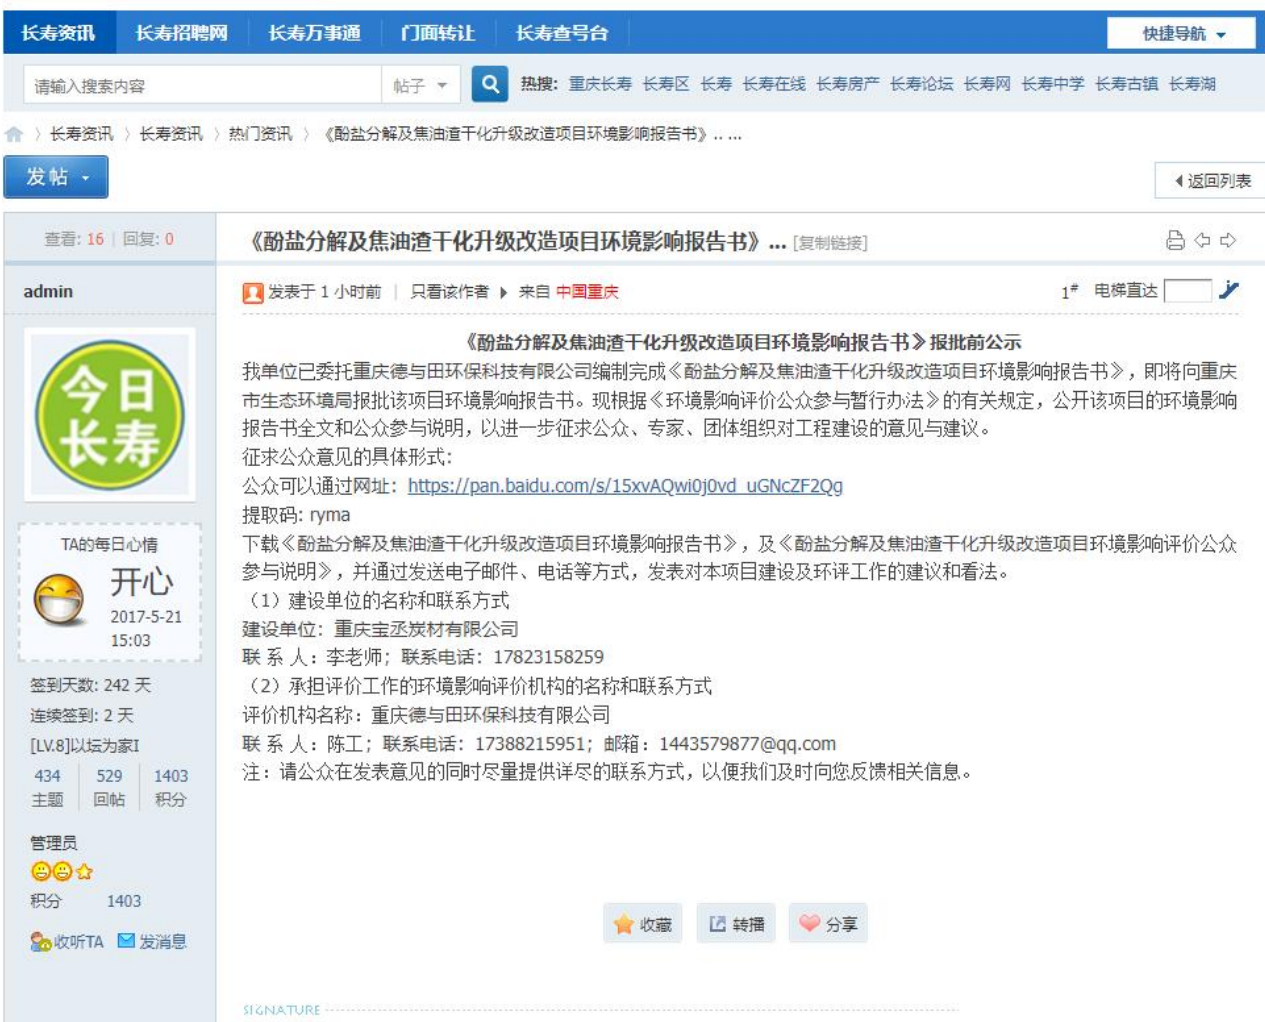 长寿资讯 长寿招聘网 长寿万事通 门面转让 长寿查号台 快捷导航
请输入搜索内容 帖子 热搜: 重庆长寿 长寿区 长寿 长寿在线 长寿房产 长寿论坛 长寿网 长寿中学 长寿古镇 长寿湖
〉长寿资讯 〉长寿资讯 〉热门资讯 〉《酚盐分解及焦油渣干化升级改造项目环境影响报告书》.. ...
发帖
返回列表
查看: 16 | 回复: 0
《酚盐分解及焦油渣干化升级改造项目环境影响报告书》... [复制链接]
admin
发表于 1 小时前 | 只看该作者 来自 中国重庆
1# 电梯直达
今日长寿
《酚盐分解及焦油渣干化升级改造项目环境影响报告书》报批前公示
我单位已委托重庆德与田环保科技有限公司编制完成《酚盐分解及焦油渣干化升级改造项目环境影响报告书》，即将向重庆
市生态环境局报批该项目环境影响报告书。现根据《环境影响评价公众参与暂行办法》的有关规定，公开该项目的环境影响
报告书全文和公众参与说明，以进一步征求公众、专家、团体组织对工程建设的意见与建议。
征求公众意见的具体形式：
公众可以通过网址：https://pan.baidu.com/s/15xvAQwi0j0vd_uGNcZF2Qg
提取码: ryma
下载《酚盐分解及焦油渣干化升级改造项目环境影响报告书》，及《酚盐分解及焦油渣干化升级改造项目环境影响评价公众
参与说明》，并通过发送电子邮件、电话等方式，发表对本项目建设及环评工作的建议和看法。
（1）建设单位的名称和联系方式
建设单位：重庆宝丞炭材有限公司
联 系 人：李老师；联系电话：17823158259
（2）承担评价工作的环境影响评价机构的名称和联系方式
评价机构名称：重庆德与田环保科技有限公司
联 系 人：陈工；联系电话：17388215951；邮箱：1443579877@qq.com
注：请公众在发表意见的同时尽量提供详尽的联系方式，以便我们及时向您反馈相关信息。
TA的每日心情
开心
2017-5-21
15:03
签到天数: 242 天
连续签到: 2 天
[LV.8]以坛为家I
434 529 1403
主题 回帖 积分
管理员
积分 1403
收听TA 发消息
收藏 转播 分享
SIGNATURE